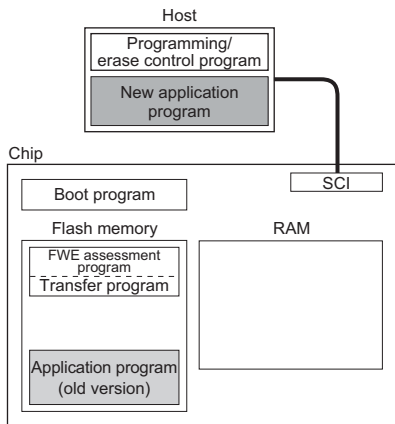 Host
Programming/
erase control program
New application
program
Chip
SCI
Boot program
Flash memory
RAM
FWE assessment
program
Transfer program
Application program
(old version)